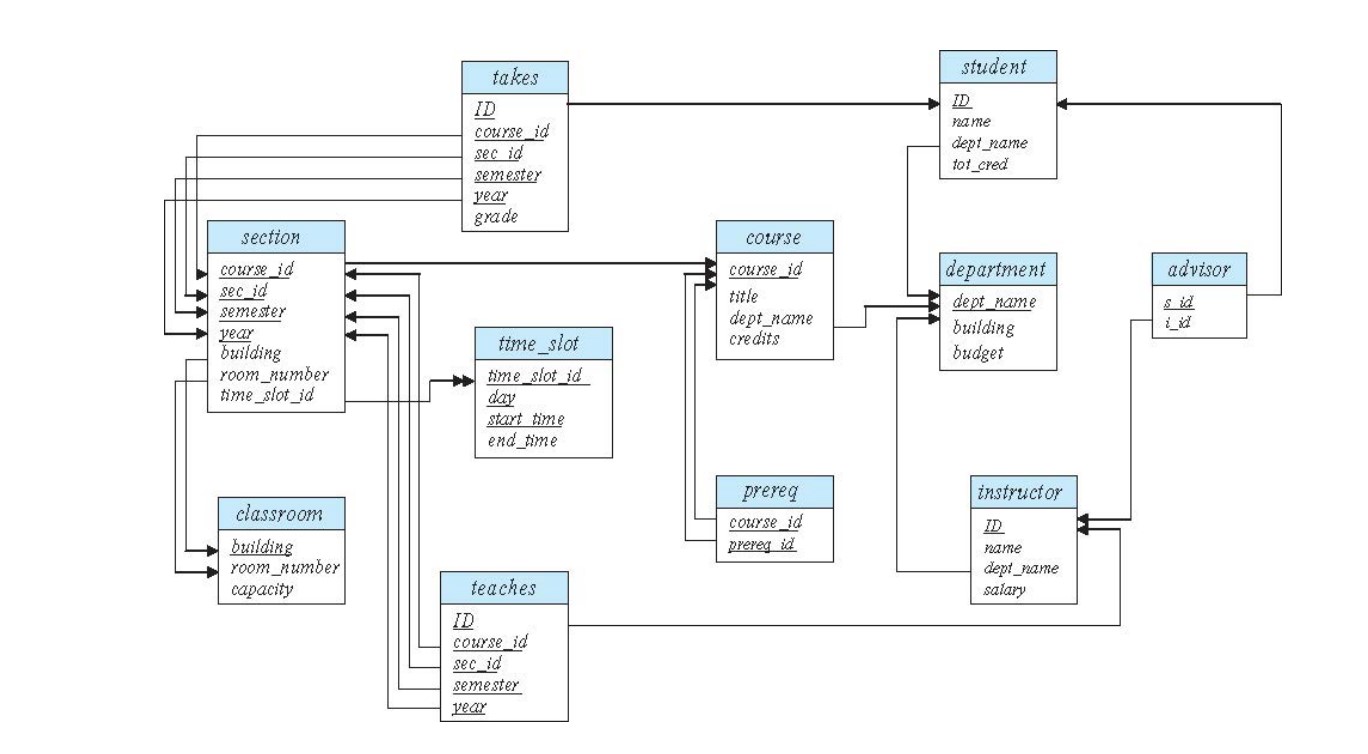 takes
ID
course_id
sec_id
semester
year
grade
student
ID
name
dept_name
tot_cred
section
course_id
sec_id
semester
year
building
room_number
time_slot_id
course
course_id
title
dept_name
credits
department
dept_name
building
budget
advisor
s_id
i_id
time_slot
time_slot_id
day
start_time
end_time
prereq
course_id
prereq_id
instructor
ID
name
dept_name
salary
classroom
building
room_number
capacity
teaches
ID
course_id
sec_id
semester
year